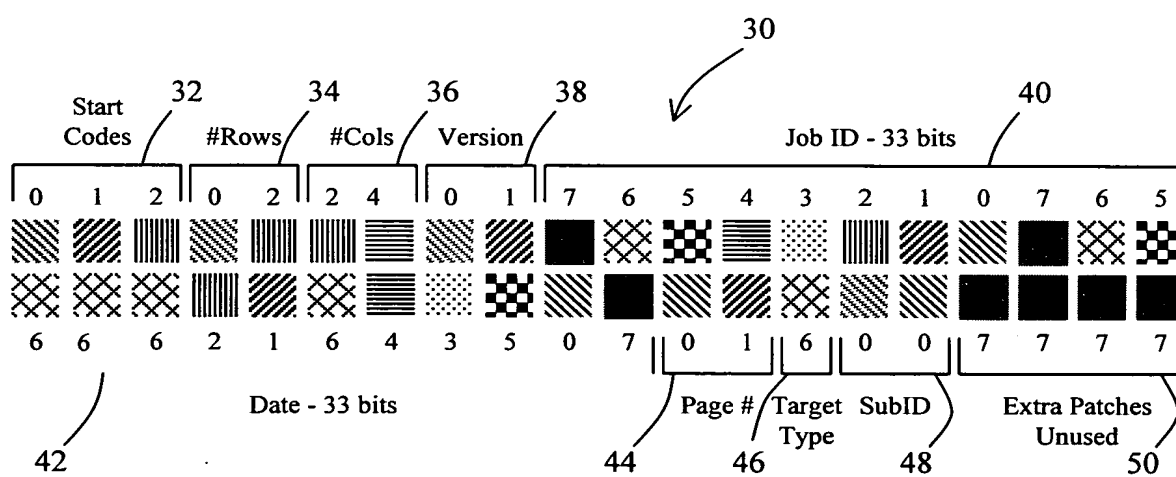 30
32 34 36 38 40
Start
Codes #Rows #Cols Version Job ID - 33 bits
0 1 2 0 2 2 4 0 1 7 6 5 4 3 2 1 0 7 6 5
6 6 6 2 1 6 4 3 5 0 7 0 1 6 0 0 7 7 7 7
Date - 33 bits Page # Target SubID Extra Patches
Type Unused
42 44 46 48 50